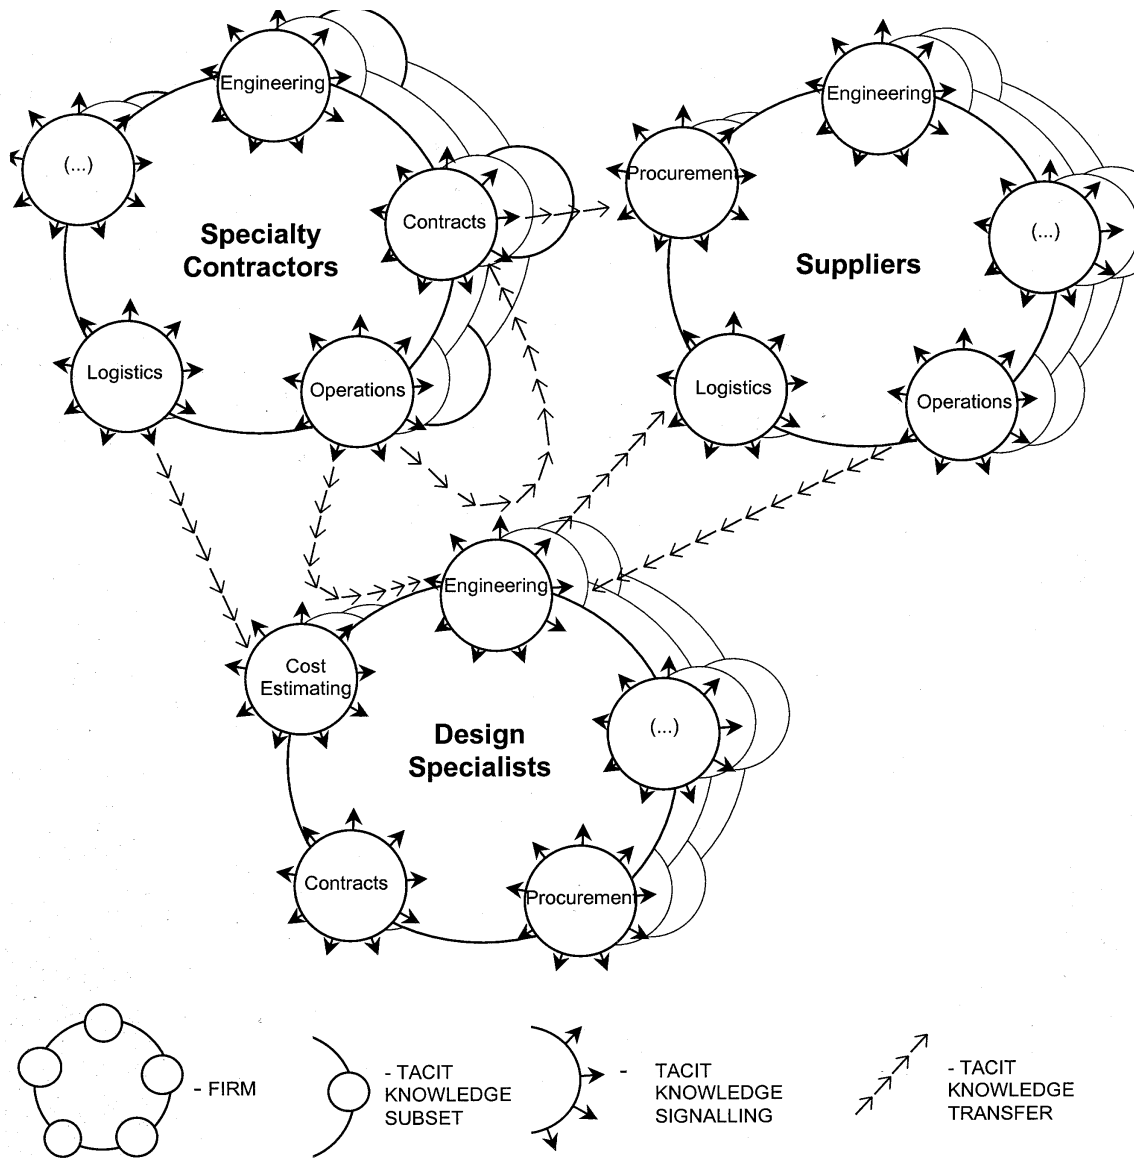 Engineering
(...)
Contracts
Specialty
Contractors
Logistics
Operations
Engineering
Procurement
(...)
Suppliers
Logistics
Operations
Engineering
Cost
Estimating
(...)
Design
Specialists
Contracts
Procurement
- FIRM
- TACIT
KNOWLEDGE
SUBSET
- TACIT
KNOWLEDGE
SIGNALLING
- TACIT
KNOWLEDGE
TRANSFER